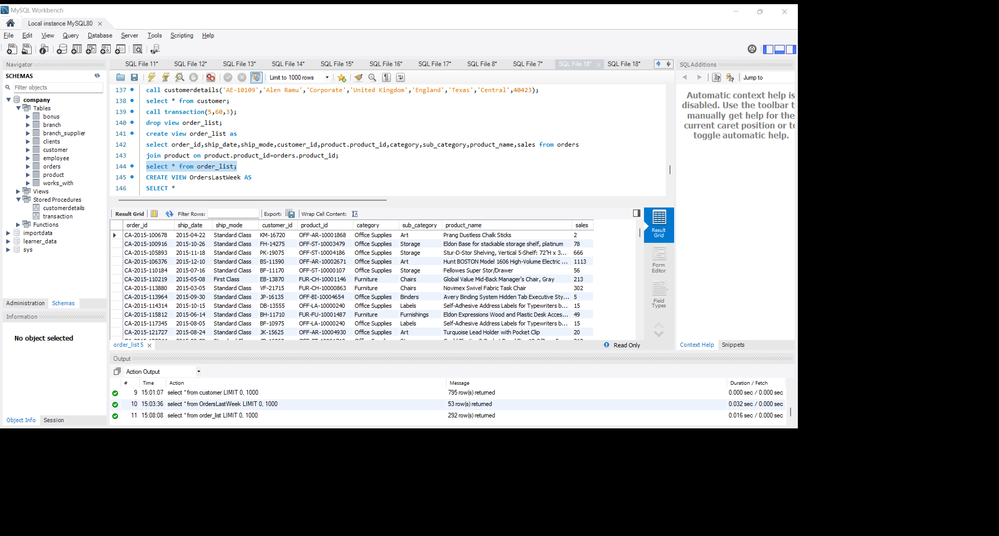 MySQL Workbench
Local instance MySQL80
File Edit View Query Database Server Tools Scripting Help
Navigator
SCHEMAS
Filter objects
company
Tables
bonus
branch
branch_supplier
clients
customer
employee
orders
product
works_with
Views
Stored Procedures
customerdetails
transaction
Functions
importdata
learner_data
sys
Administration Schemas
Information
No object selected
Object Info Session
SQL File 11* SQL File 12* SQL File 13* SQL File 14* SQL File 15* SQL File 16* SQL File 17* SQL File 8* SQL File 7* SQL File 18* SQL File 18*
Limit to 1000 rows
137 call customerdetails('AE-10109','Alen Ramu','Corporate','United Kingdom','England','Texas','Central',40423);
138 select * from customer;
139 call transaction(5,60,3);
140 drop view order_list;
141 create view order_list as
142 select order_id,ship_date,ship_mode,customer_id,product.product_id,category,sub_category,product_name,sales from orders
143 join product on product.product_id=orders.product_id;
144 select * from order_list;
145 CREATE VIEW OrdersLastWeek AS
146 SELECT *
Result Grid Filter Rows: Export: Wrap Cell Content:
order_id ship_date ship_mode customer_id product_id category sub_category product_name sales
CA-2015-100678 2015-04-22 Standard Class KM-16720 OFF-AR-10001868 Office Supplies Art Prang Dustless Chalk Sticks 2
CA-2015-100916 2015-10-26 Standard Class FH-14275 OFF-ST-10003479 Office Supplies Storage Eldon Base for stackable storage shelf, platinum 78
CA-2015-105893 2015-11-18 Standard Class PK-19075 OFF-ST-10004186 Office Supplies Storage Stur-D-Stor Shelving, Vertical 5-Shelf: 72"H x 3... 666
CA-2015-106376 2015-12-10 Standard Class BS-11590 OFF-AR-10002671 Office Supplies Art Hunt BOSTON Model 1606 High-Volume Electric ... 1113
CA-2015-110184 2015-07-16 Standard Class BF-11170 OFF-ST-10000107 Office Supplies Storage Fellowes Super Stor/Drawer 56
CA-2015-110219 2015-05-08 First Class EB-13870 FUR-CH-10001146 Furniture Chairs Global Value Mid-Back Manager's Chair, Gray 213
CA-2015-113880 2015-03-05 Standard Class VF-21715 FUR-CH-10000863 Furniture Chairs Novimex Swivel Fabric Task Chair 302
CA-2015-113964 2015-09-30 Standard Class JP-16135 OFF-BI-10004654 Office Supplies Binders Avery Binding System Hidden Tab Executive Sty... 5
CA-2015-114314 2015-10-15 Standard Class DB-13555 OFF-LA-10000240 Office Supplies Labels Self-Adhesive Address Labels for Typewriters b... 15
CA-2015-115812 2015-06-14 Standard Class BH-11710 FUR-FU-10001487 Furniture Furnishings Eldon Expressions Wood and Plastic Desk Acces... 49
CA-2015-117345 2015-08-05 Standard Class BF-10975 OFF-LA-10000240 Office Supplies Labels Self-Adhesive Address Labels for Typewriters b... 15
CA-2015-121727 2015-08-24 Standard Class JK-15625 OFF-AR-10004930 Office Supplies Art Turquoise Lead Holder with Pocket Clip 20
order_list 5
Read Only
Result
Grid
Form
Editor
Field
Types
SQLAdditions
Jump to
Automatic context help is
disabled. Use the toolbar t
manually get help for the
current caret position or to
toggle automatic help.
Context Help Snippets
Output
Action Output
# Time Action Message Duration / Fetch
9 15:01:07 select * from customer LIMIT 0, 1000 795 row(s) returned 0.000 sec / 0.000 sec
10 15:03:36 select * from OrdersLastWeek LIMIT 0, 1000 53 row(s) returned 0.032 sec / 0.000 sec
11 15:08:08 select * from order_list LIMIT 0, 1000 292 row(s) returned 0.016 sec / 0.000 sec